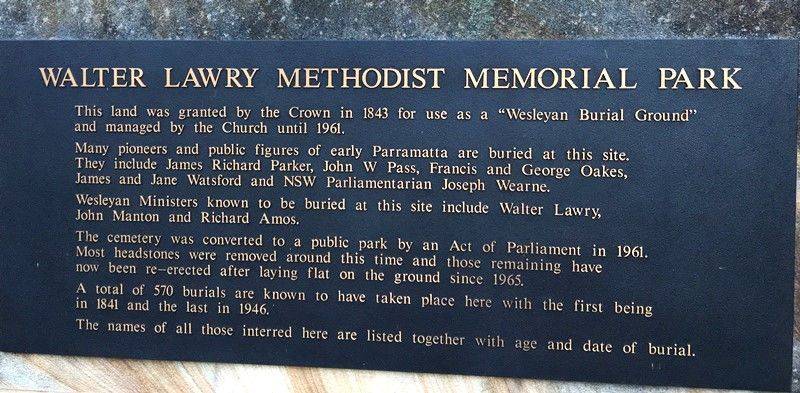 WALTER LAWRY METHODIST MEMORIAL PARK
This land was granted by the Crown in 1843 for use as a “Wesleyan Burial Ground”
and managed by the Church until 1961.
Many pioneers and public figures of early Parramatta are buried at this site.
They include James Richard Parker, John W Pass, Francis and George Oakes,
James and Jane Watsford and NSW Parliamentarian Joseph Wearne.
Wesleyan Ministers known to be buried at this site include Walter Lawry,
John Manton and Richard Amos.
The cemetery was converted to a public park by an Act of Parliament in 1961.
Most headstones were removed around this time and those remaining have
now been re-erected after laying flat on the ground since 1965.
A total of 570 burials are known to have taken place here with the first being
in 1841 and the last in 1946.
The names of all those interred here are listed together with age and date of burial.